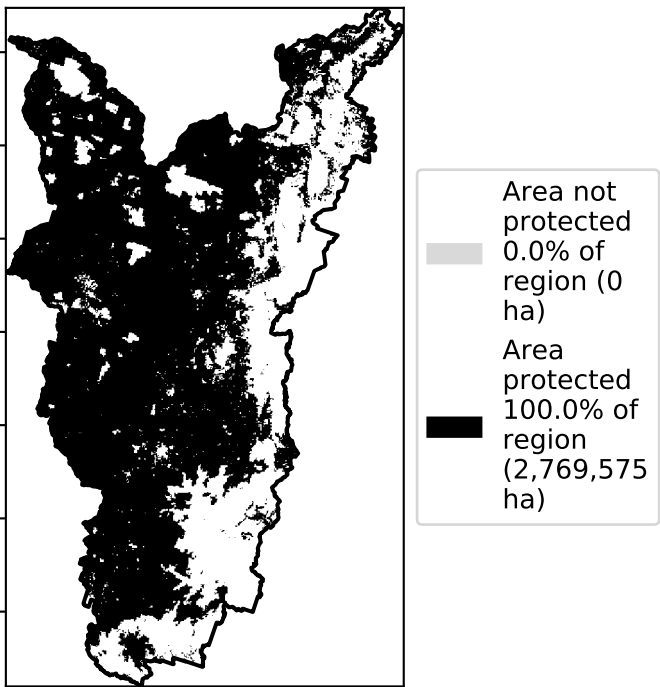 Area not
protected
0.0% of
region (0
ha)
Area
protected
100.0% of
region
(2,769,575
ha)